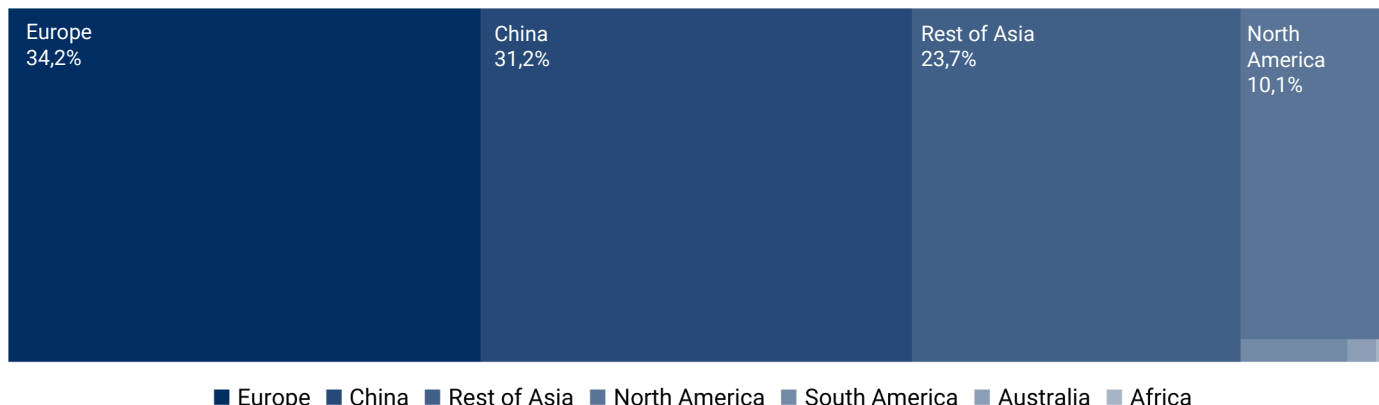 Europe
34,2%
China
31,2%
Rest of Asia
23,7%
North
America
10,1%
Europe China Rest of Asia North America South America Australia Africa